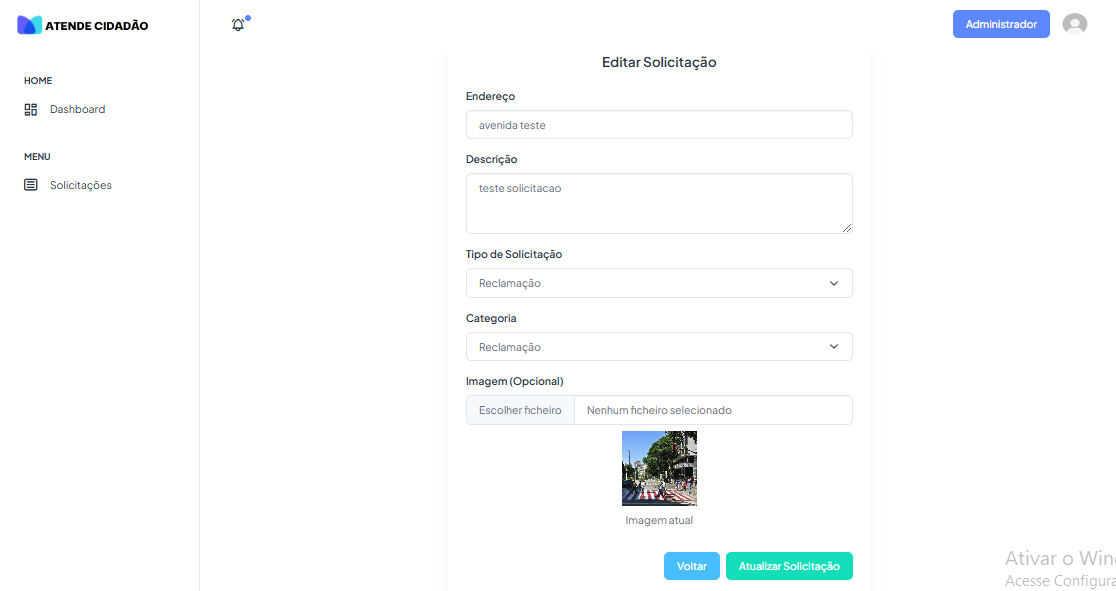 ATENDE CIDADÃO
Administrador
HOME
Dashboard
MENU
Solicitações
Editar Solicitação
Endereço
avenida teste
Descrição
teste solicitacao
Tipo de Solicitação
Reclamação
Categoria
Reclamação
Imagem (Opcional)
Escolher ficheiro Nenhum ficheiro selecionado
Imagem atual
Voltar Atualizar Solicitação
Ativar o Win
Acesse Configura